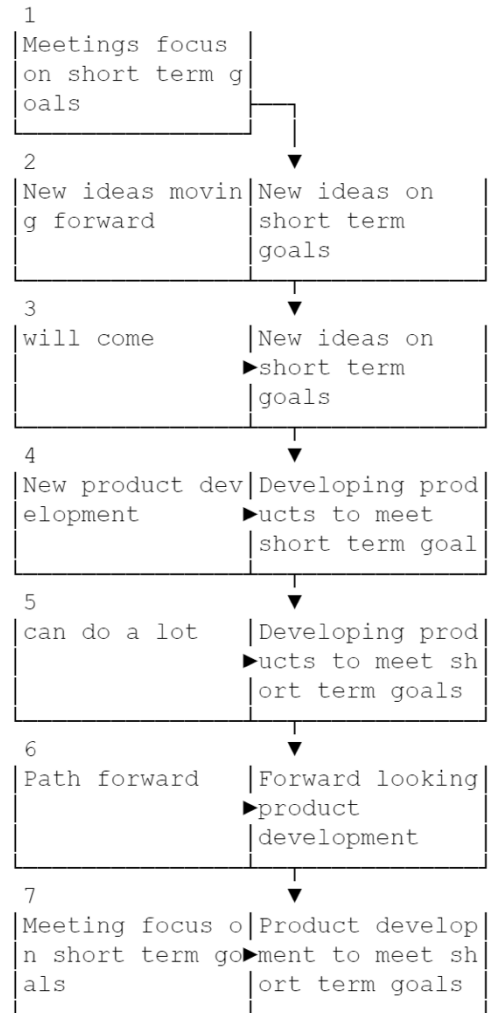 1
Meetings focus
on short term g
oals
2
New ideas movin New ideas on
g forward short term
goals
3
will come New ideas on
short term
goals
4
New product dev Developing prod
elopment ucts to meet
short term goal
5
can do a lot Developing prod
ucts to meet sh
ort term goals
6
Path forward Forward looking
product
development
7
Meeting focus o Product develop
n short term go ment to meet sh
als ort term goals